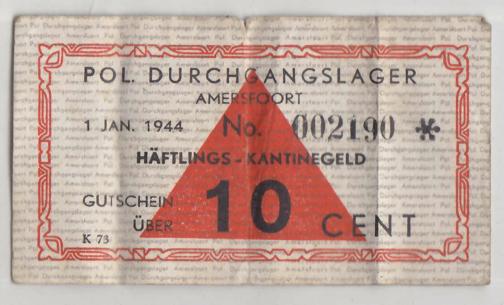 POL. DURCHGANGSLAGER
AMERSFOORT
1 JAN. 1944 No. 002190 *
HÄFTLINGS-KANTINEGELD
GUTSCHEIN
ÜBER 10 CENT
K 73